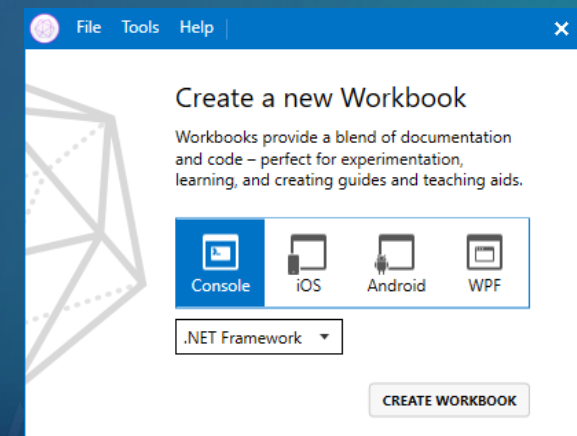 File Tools Help
Create a new Workbook
Workbooks provide a blend of documentation
and code – perfect for experimentation,
learning, and creating guides and teaching aids.
Console iOS Android WPF
.NET Framework
CREATE WORKBOOK